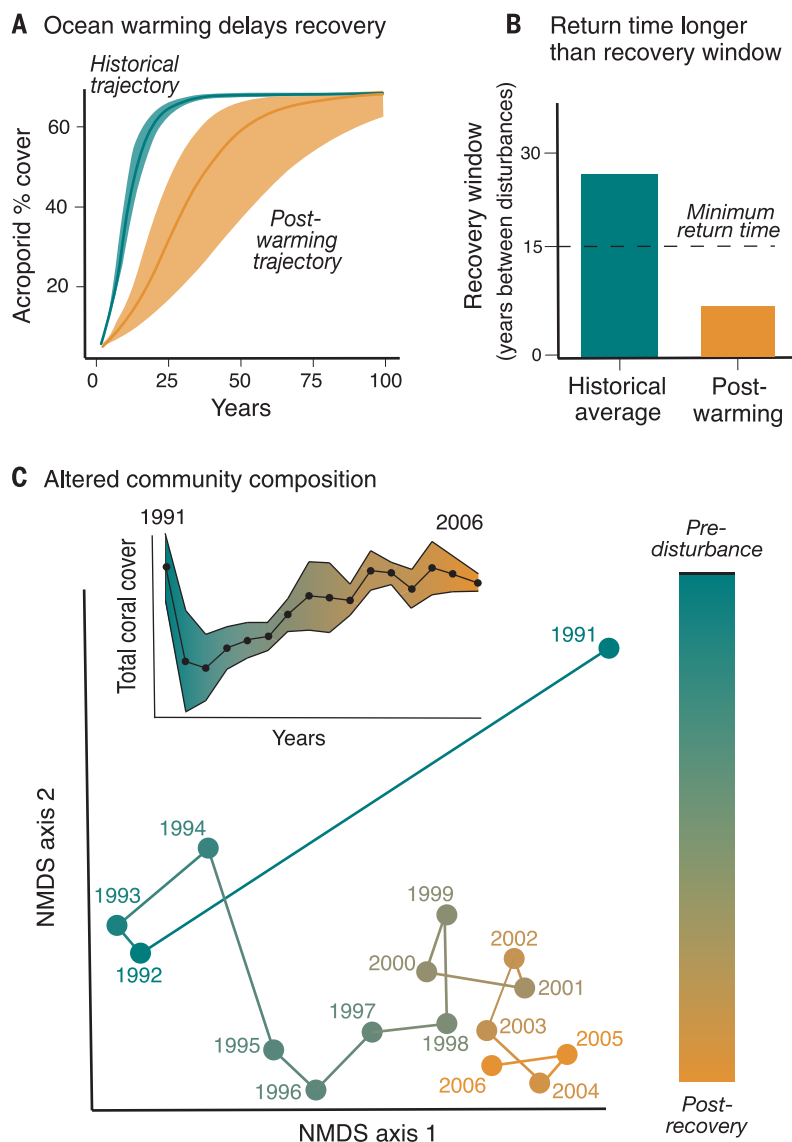 A Ocean warming delays recovery
Historical
trajectory
Acroporid % cover
60
40
20
Post-
warming
trajectory
0
25
50
75
100
Years
B Return time longer
than recovery window
Recovery window
(years between disturbances)
30
15
0
Minimum
return time
Historical
average
Post-
warming
C Altered community composition
1991
2006
Total coral cover
Years
NMDS axis 2
1991
1994
1993
1992
1999
2000
2002
2001
1997
1998
2003
1995
1996
2005
2006
2004
NMDS axis 1
Pre-
disturbance
Post-
recovery